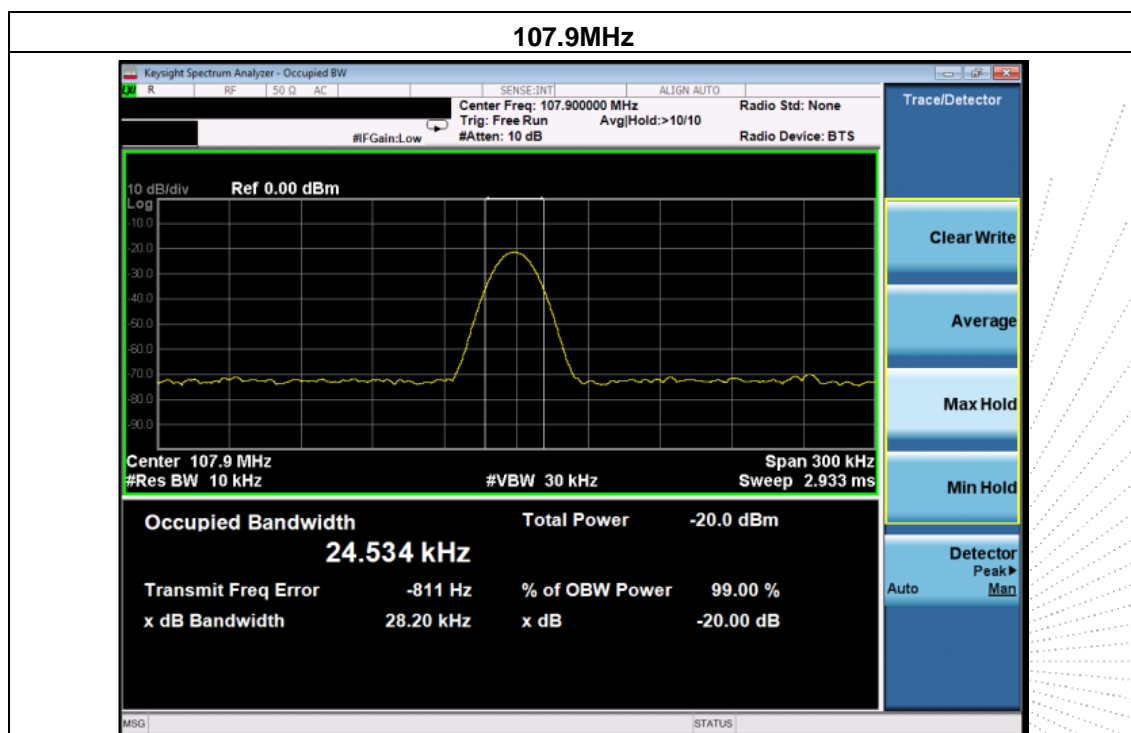 107.9MHz
Keysight Spectrum Analyzer - Occupied BW
LXI R RF 50 Ω AC SENSE:INT ALIGN AUTO
Center Freq: 107.900000 MHz Radio Std: None
Trig: Free Run Avg|Hold:>10/10
#IFGain:Low #Atten: 10 dB Radio Device: BTS
10 dB/div Ref 0.00 dBm
Log
-10.0
-20.0
-30.0
-40.0
-50.0
-60.0
-70.0
-80.0
-90.0
Center 107.9 MHz Span 300 kHz
#Res BW 10 kHz #VBW 30 kHz Sweep 2.933 ms
Occupied Bandwidth Total Power -20.0 dBm
24.534 kHz
Transmit Freq Error -811 Hz % of OBW Power 99.00 %
x dB Bandwidth 28.20 kHz x dB -20.00 dB
MSG STATUS
Trace/Detector
Clear Write
Average
Max Hold
Min Hold
Detector
Peak▶
Auto Man